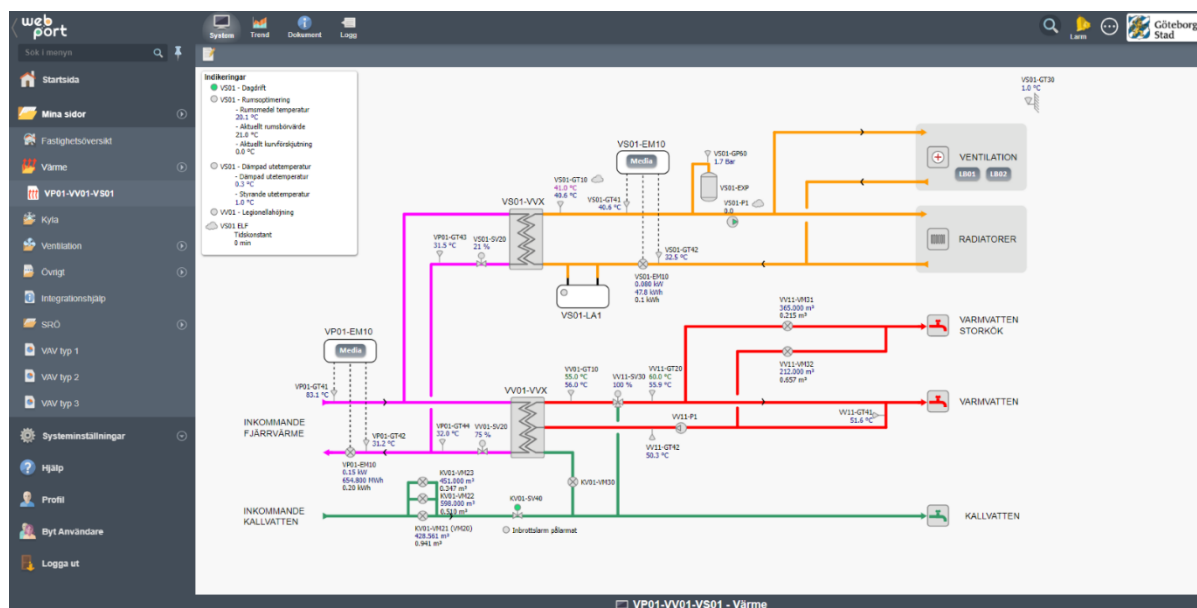 web
port
System
Trend
Dokument
Logg
Larm
Göteborgs
Stad
Sök i menyn
Startsida
Mina sidor
Fastighetsöversikt
Värme
VP01-VV01-VS01
Kyla
Ventilation
Övrigt
Integrationshjälp
SRÖ
VAV typ 1
VAV typ 2
VAV typ 3
Systeminställningar
Hjälp
Profil
Byt Användare
Logga ut
Indikeringar
VS01 - Dagdrift
VS01 - Rumsoptimering
- Rumsmedel temperatur
20.1 °C
- Aktuellt rumsbörvärde
21.0 °C
- Aktuellt kurvförskjutning
0.0 °C
VS01 - Dämpad utetemperatur
- Dämpad utetemperatur
0.3 °C
- Styrande utetemperatur
1.0 °C
VV01 - Legionellahöjning
VS01 ELF
Tidskonstant
0 min
VS01-GT30
1.0 °C
VS01-EM10
Media
VS01-GP60
1.7 Bar
VS01-EXP
VS01-P1
0.0
VS01-GT10
41.0 °C
40.6 °C
VS01-GT41
40.6 °C
VS01-VVX
VENTILATION
LB01
LB02
RADIATORER
VP01-GT43
31.5 °C
VS01-SV20
21 %
VS01-GT42
32.5 °C
VS01-EM10
0.080 kW
47.8 kWh
0.1 kWh
VS01-LA1
VV11-VM31
365.000 m³
0.215 m³
VARMVATTEN
STORKÖK
VV11-VM32
212.000 m³
0.657 m³
VP01-EM10
Media
VP01-GT41
83.1 °C
VV01-VVX
VV01-GT10
55.0 °C
56.0 °C
VV11-SV30
100 %
VV11-GT20
60.0 °C
55.9 °C
VARMVATTEN
VV11-GT41
51.6 °C
VV11-P1
VV11-GT42
50.3 °C
INKOMMANDE
FJÄRRVÄRME
VP01-GT42
31.2 °C
VP01-GT44
32.0 °C
VV01-SV20
75 %
VP01-EM10
0.15 kW
654.800 MWh
0.20 kWh
KV01-VM23
451.000 m³
0.347 m³
KV01-VM22
598.000 m³
0.510 m³
KV01-VM21 (VM20)
428.561 m³
0.941 m³
KV01-SV40
KV01-VM30
Inbrottslarm pålarmat
INKOMMANDE
KALLVATTEN
KALLVATTEN
VP01-VV01-VS01 - Värme